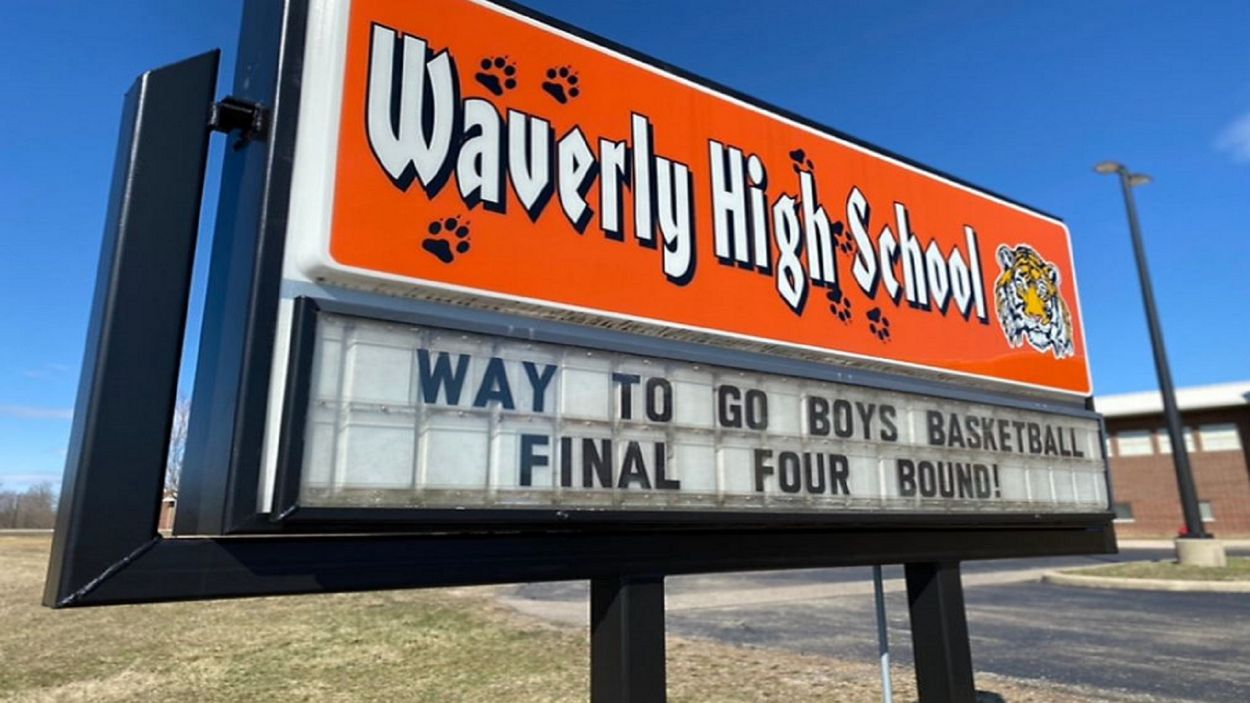 Waverly High School
WAY TO GO BOYS BASKETBALL
FINAL FOUR BOUND!